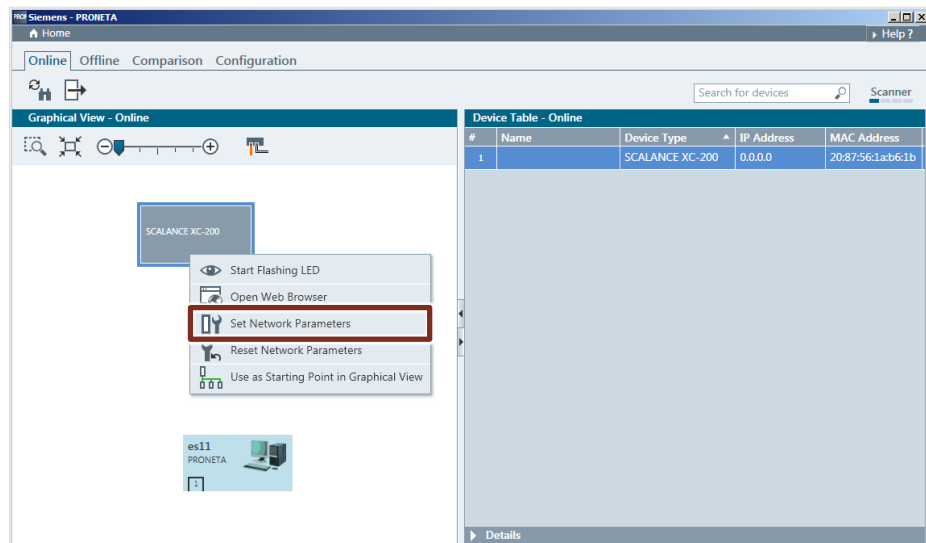 Siemens - PRONETA
Home
Help ?
Online Offline Comparison Configuration
Search for devices
Scanner
Graphical View - Online
Device Table - Online
# Name Device Type IP Address MAC Address
1 SCALANCE XC-200 0.0.0.0 20:87:56:1a:b6:1b
SCALANCE XC-200
Start Flashing LED
Open Web Browser
Set Network Parameters
Reset Network Parameters
Use as Starting Point in Graphical View
es11
PRONETA
1
Details